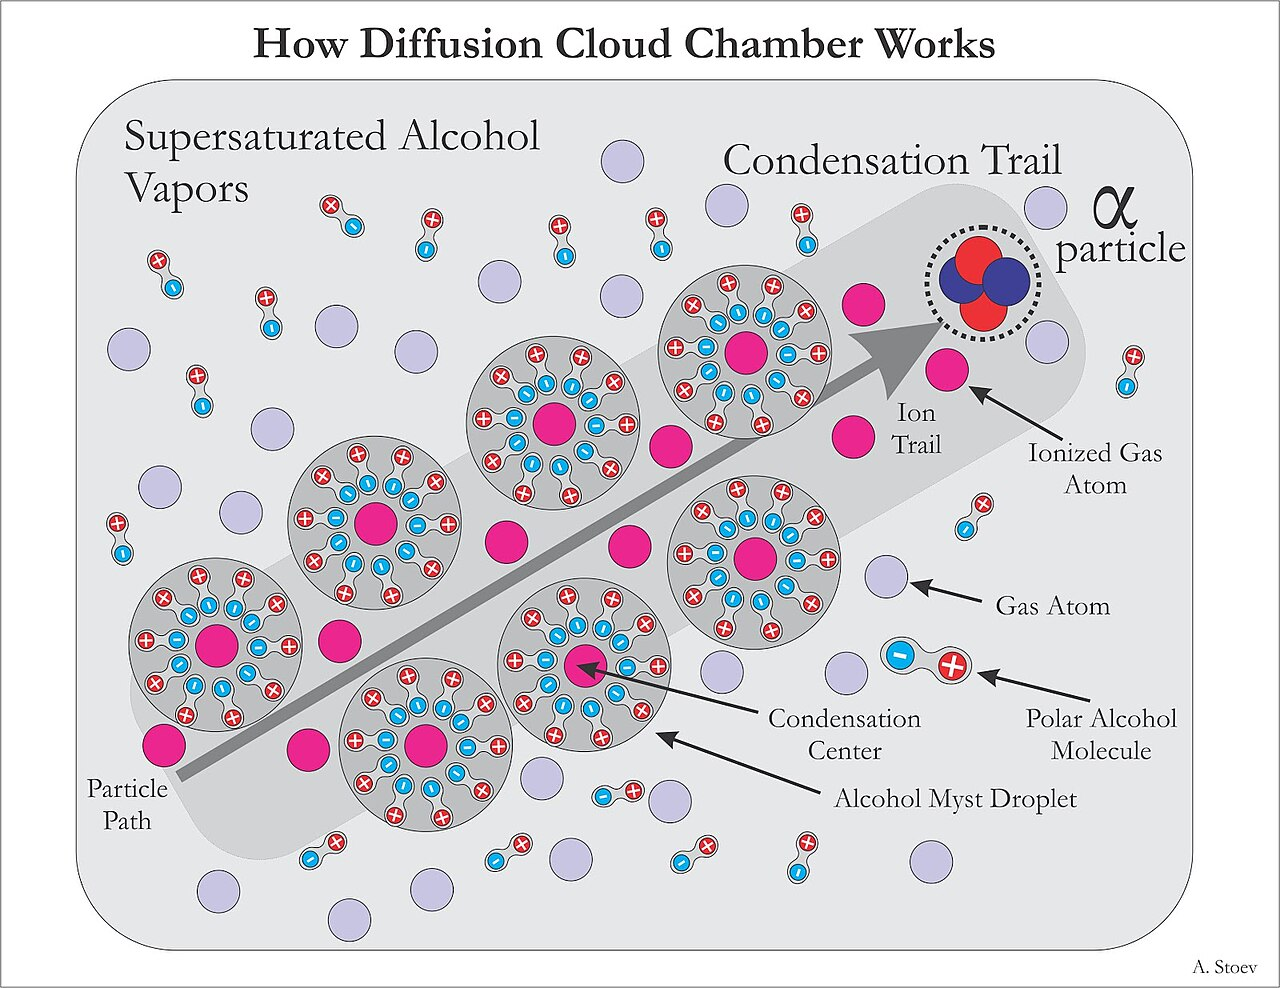 How Diffusion Cloud Chamber Works
Supersaturated Alcohol
Vapors
Condensation Trail
α
particle
Ion
Trail
Ionized Gas
Atom
Gas Atom
Polar Alcohol
Molecule
Condensation
Center
Alcohol Myst Droplet
Particle
Path
A. Stoev